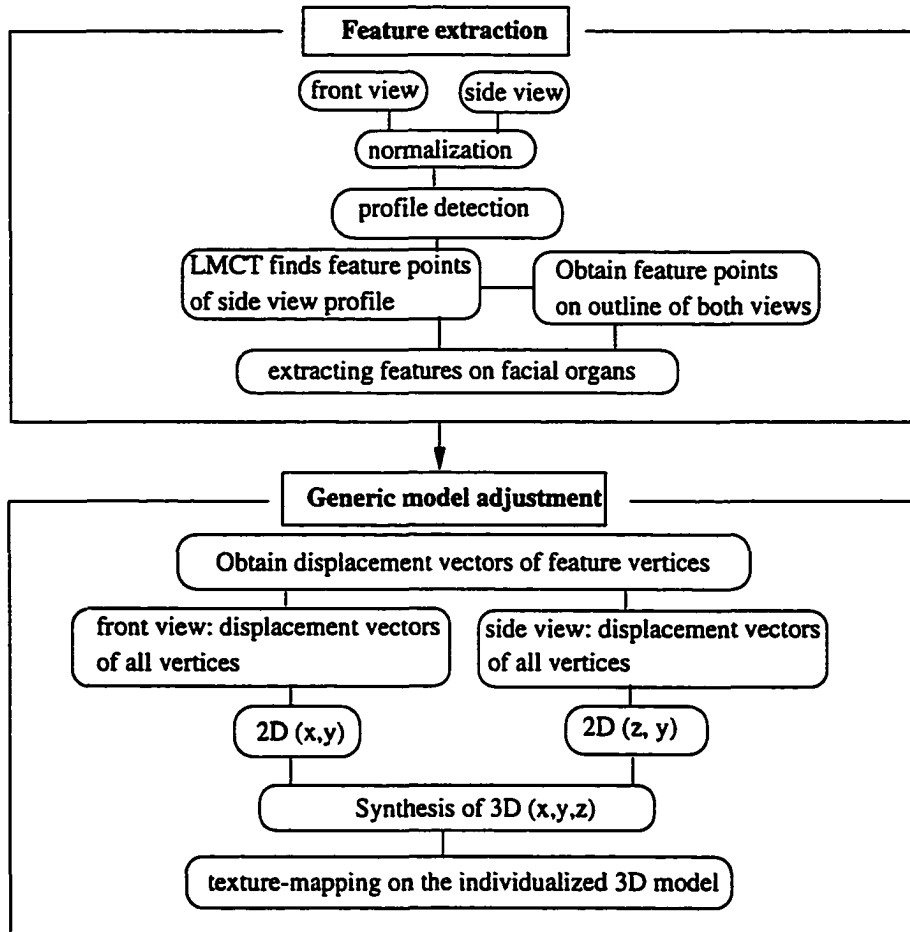 Feature extraction
front view
side view
normalization
profile detection
LMCT finds feature points
of side view profile
Obtain feature points
on outline of both views
extracting features on facial organs
Generic model adjustment
Obtain displacement vectors of feature vertices
front view: displacement vectors
of all vertices
side view: displacement vectors
of all vertices
2D (x,y)
2D (z, y)
Synthesis of 3D (x,y,z)
texture-mapping on the individualized 3D model